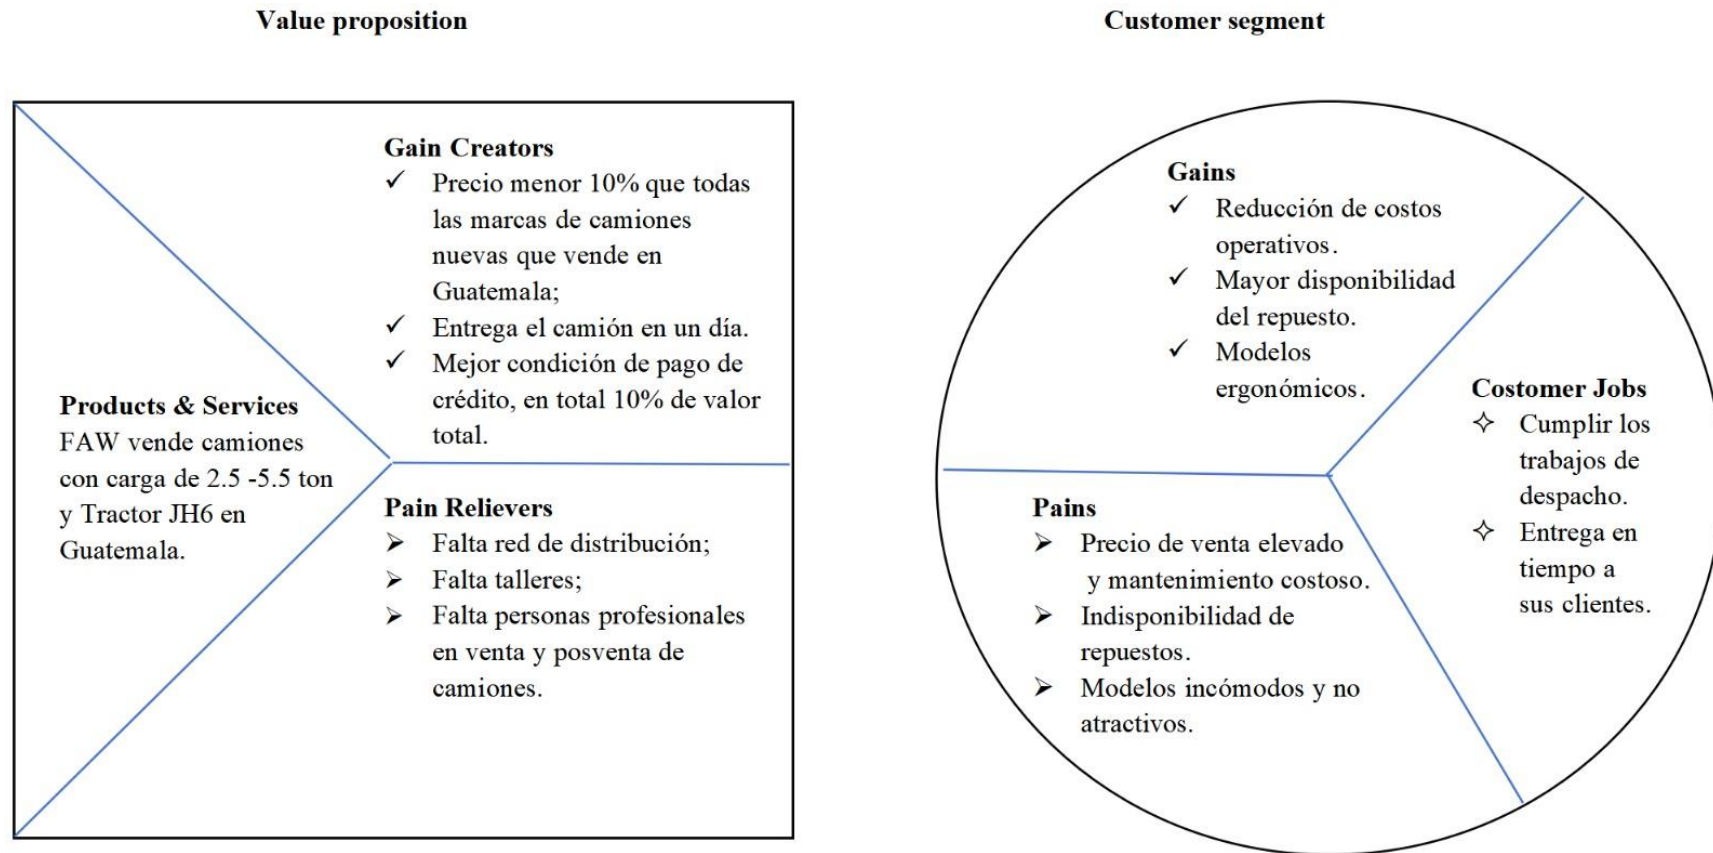 Value proposition
Customer segment
Gain Creators
✓ Precio menor 10% que todas
las marcas de camiones
nuevas que vende en
Guatemala;
✓ Entrega el camión en un día.
✓ Mejor condición de pago de
crédito, en total 10% de valor
total.
Products & Services
FAW vende camiones
con carga de 2.5 -5.5 ton
y Tractor JH6 en
Guatemala.
Pain Relievers
➢ Falta red de distribución;
➢ Falta talleres;
➢ Falta personas profesionales
en venta y posventa de
camiones.
Gains
✓ Reducción de costos
operativos.
✓ Mayor disponibilidad
del repuesto.
✓ Modelos
ergonómicos.
Costomer Jobs
✧ Cumplir los
trabajos de
despacho.
✧ Entrega en
tiempo a
sus clientes.
Pains
➢ Precio de venta elevado
y mantenimiento costoso.
➢ Indisponibilidad de
repuestos.
➢ Modelos incómodos y no
atractivos.